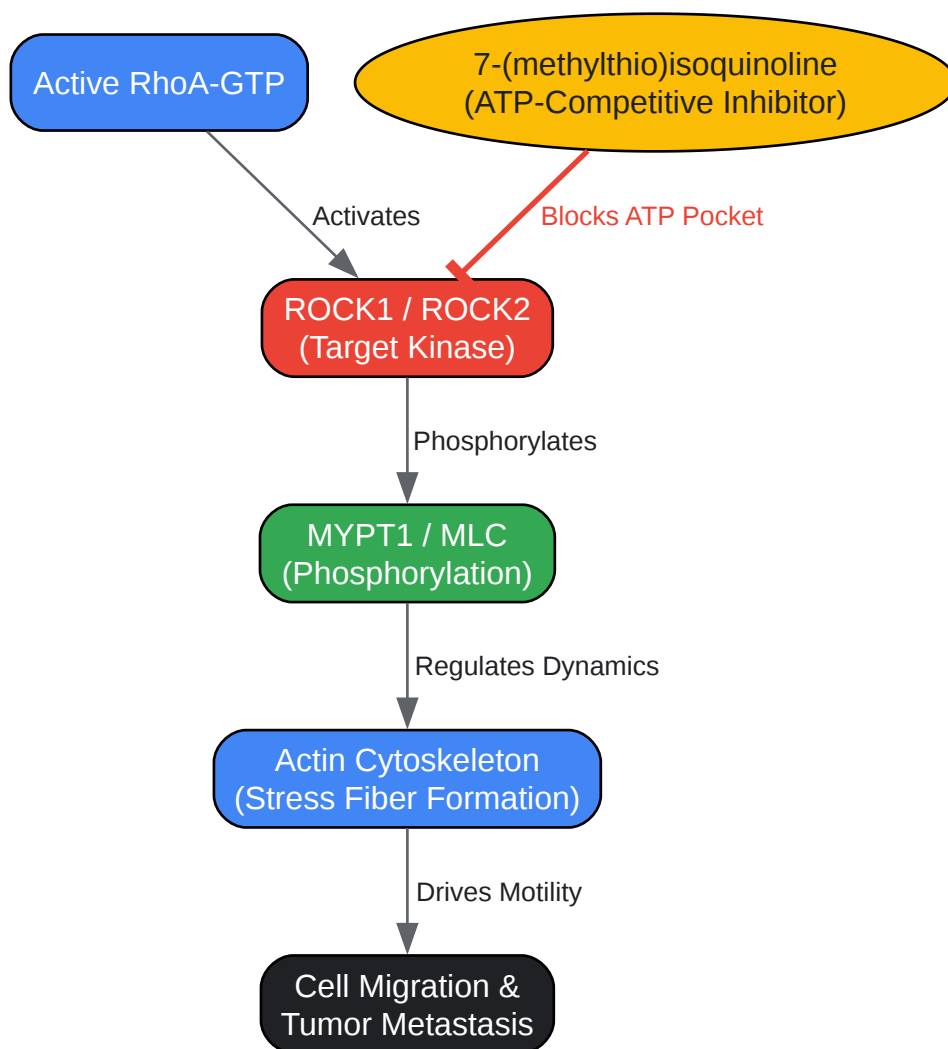 Active RhoA-GTP
7-(methylthio)isoquinoline
(ATP-Competitive Inhibitor)
Activates
Blocks ATP Pocket
ROCK1 / ROCK2
(Target Kinase)
Phosphorylates
MYPT1 / MLC
(Phosphorylation)
Regulates Dynamics
Actin Cytoskeleton
(Stress Fiber Formation)
Drives Motility
Cell Migration &
Tumor Metastasis